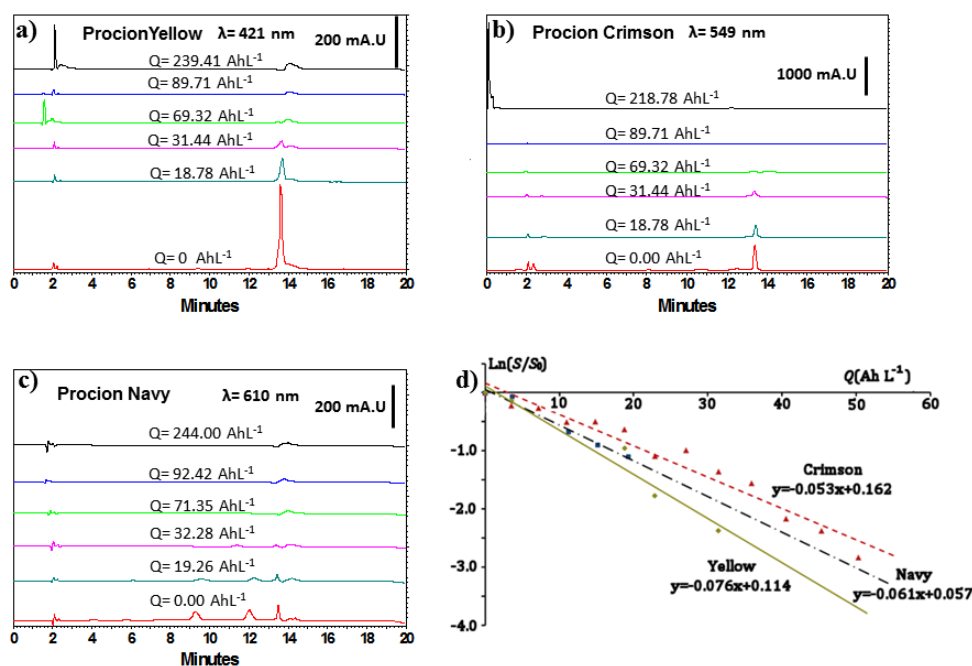 a)
ProcionYellow λ= 421 nm
200 mA.U
Q= 239.41 AhL⁻¹
Q= 89.71 AhL⁻¹
Q= 69.32 AhL⁻¹
Q= 31.44 AhL⁻¹
Q= 18.78 AhL⁻¹
Q= 0 AhL⁻¹
0 2 4 6 8 10 12 14 16 18 20
Minutes
b)
Procion Crimson λ= 549 nm
1000 mA.U
Q= 218.78 AhL⁻¹
Q= 89.71 AhL⁻¹
Q= 69.32 AhL⁻¹
Q= 31.44 AhL⁻¹
Q= 18.78 AhL⁻¹
Q= 0.00 AhL⁻¹
0 2 4 6 8 10 12 14 16 18 20
Minutes
c)
Procion Navy λ= 610 nm
200 mA.U
Q= 244.00 AhL⁻¹
Q= 92.42 AhL⁻¹
Q= 71.35 AhL⁻¹
Q= 32.28 AhL⁻¹
Q= 19.26 AhL⁻¹
Q= 0.00 AhL⁻¹
0 2 4 6 8 10 12 14 16 18 20
Minutes
d)
Ln(S/S₀)
Q(Ah L⁻¹)
0 10 20 30 40 50 60
-1.0
-2.0
-3.0
-4.0
Crimson
y=-0.053x+0.162
Yellow
y=-0.076x+0.114
Navy
y=-0.061x+0.057